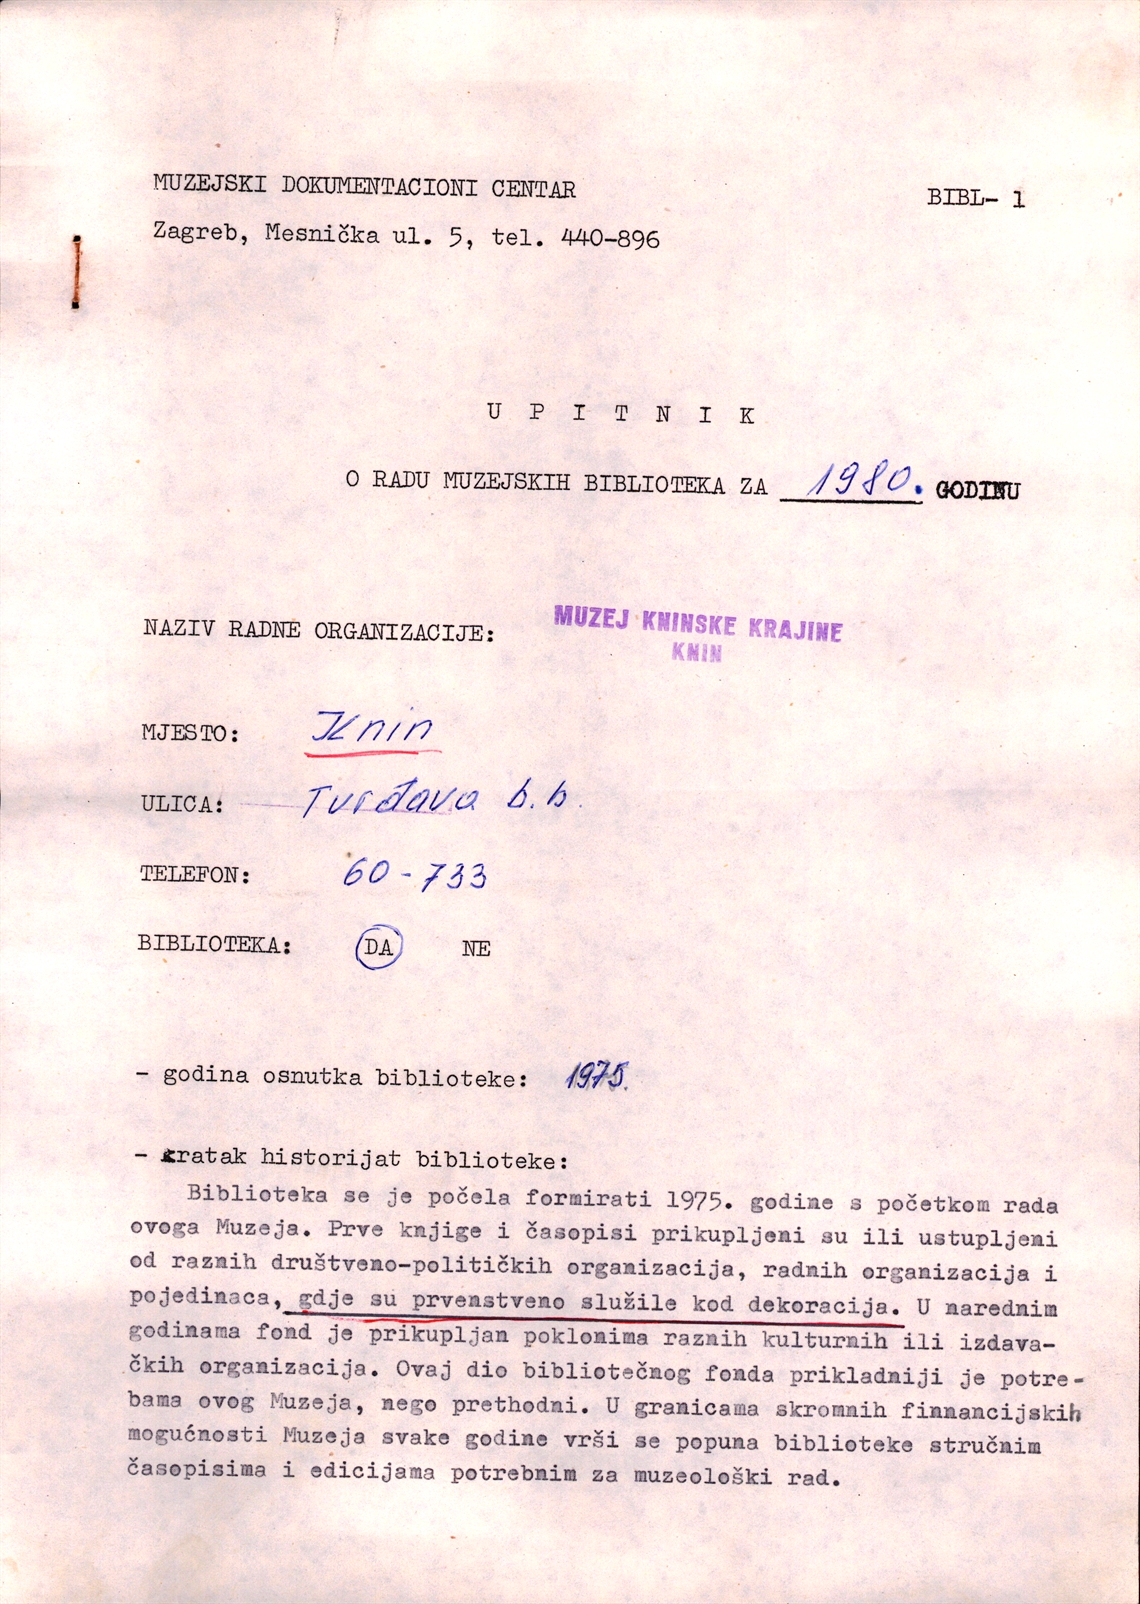 MUZEJSKI DOKUMENTACIONI CENTAR
BIBL- 1
Zagreb, Mesnička ul. 5, tel. 440-896
U P I T N I K
O RADU MUZEJSKIH BIBLIOTEKA ZA 1980. GODINU
NAZIV RADNE ORGANIZACIJE: MUZEJ KNINSKE KRAJINE
KNIN
MJESTO: Knin
ULICA: Tvrđava b.b.
TELEFON: 60-733
BIBLIOTEKA: DA NE
- godina osnutka biblioteke: 1975.
- kratak historijat biblioteke:
Biblioteka se je počela formirati 1975. godine s početkom rada
ovoga Muzeja. Prve knjige i časopisi prikupljeni su ili ustupljeni
od raznih društveno-političkih organizacija, radnih organizacija i
pojedinaca, gdje su prvenstveno služile kod dekoracija. U narednim
godinama fond je prikupljan poklonima raznih kulturnih ili izdava-
čkih organizacija. Ovaj dio bibliotečnog fonda prikladniji je potre-
bama ovog Muzeja, nego prethodni. U granicama skromnih finnancijskih
mogućnosti Muzeja svake godine vrši se popuna biblioteke stručnim
časopisima i edicijama potrebnim za muzeološki rad.